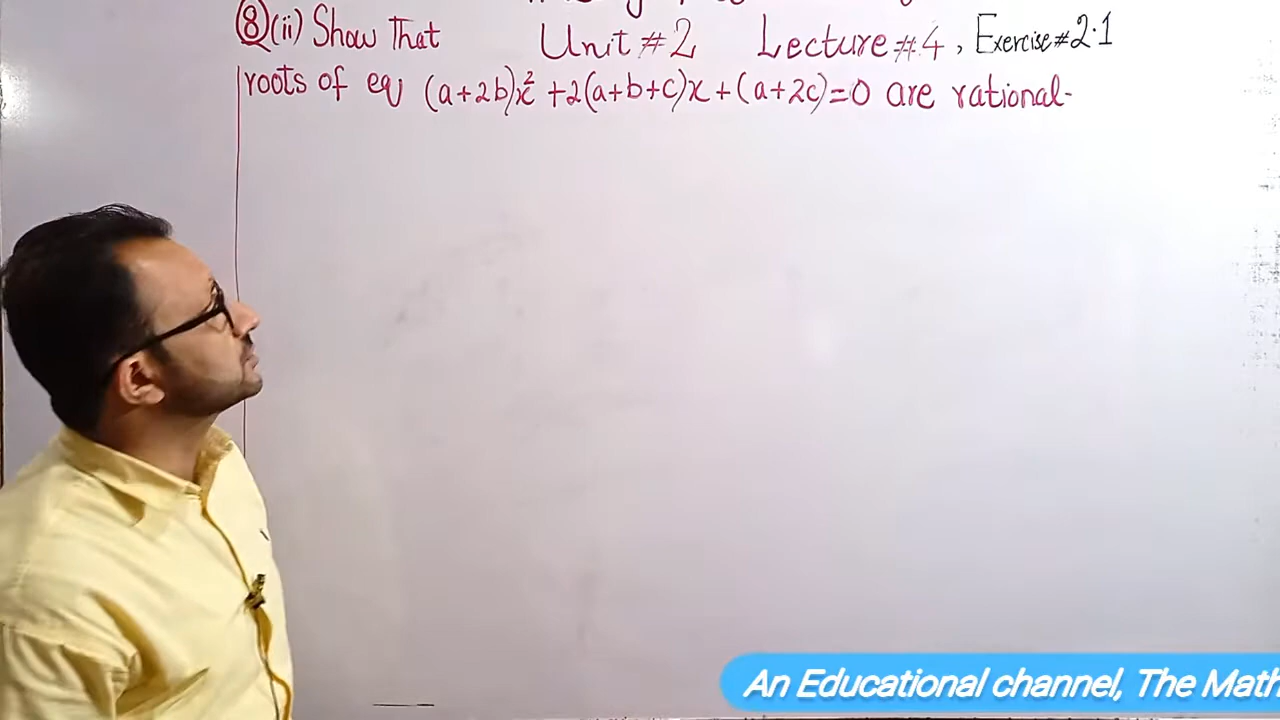 ⑧(ii) Show That Unit #2 Lecture #4, Exercise #2.1
roots of eq (a+2b)x² +2(a+b+c)x + (a+2c)=0 are rational.
An Educational channel, The Math